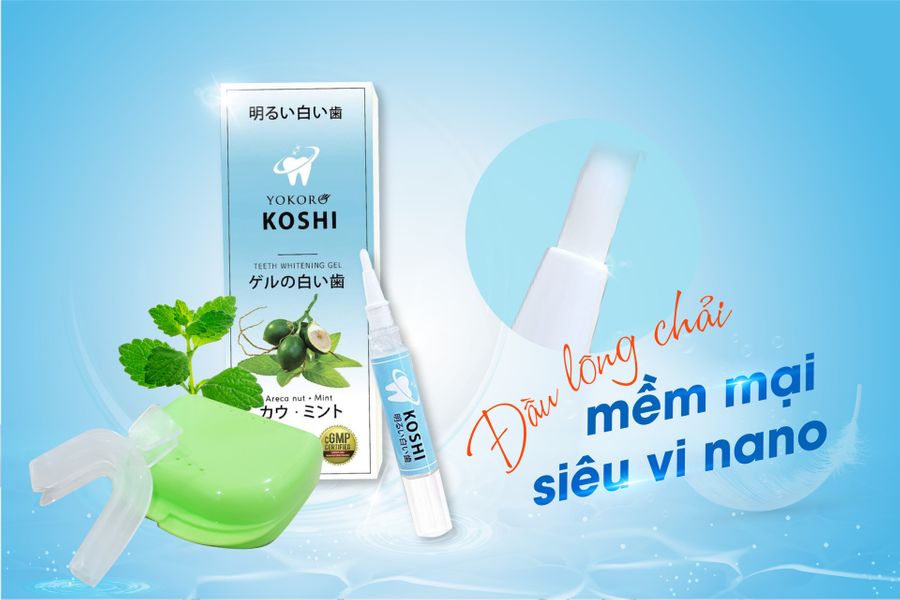 明るい白い歯
YOKORO
KOSHI
TEETH WHITENING GEL
ゲルの白い歯
Areca nut • Mint
カウ・ミント
cGMP
CERTIFIED
KOSHI
明るい白い歯
Đầu lông chải
mềm mại
siêu vi nano